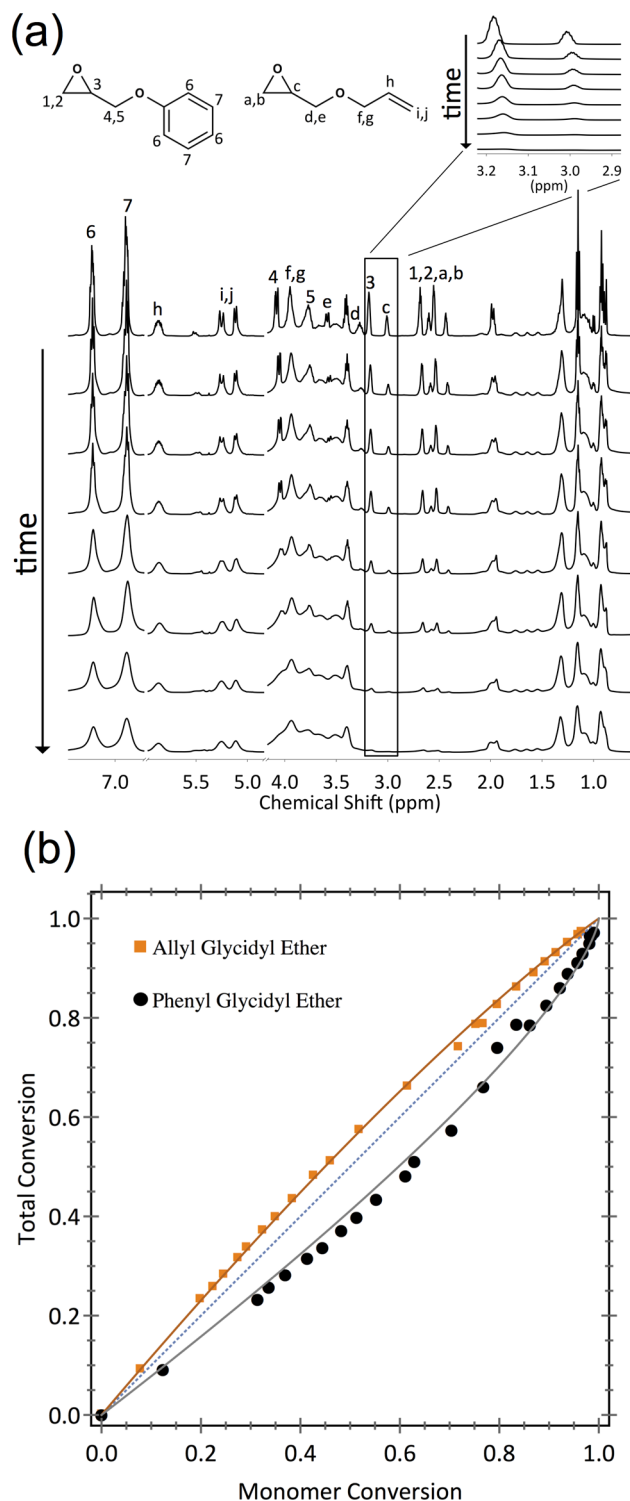 (a)
O
3
1,2
O
4,5
6
7
6
6
7
O
c
a,b
O
d,e
f,g
h
i,j
time
3.2 3.1 3.0 2.9
(ppm)
6
7
h
i,j
4
f,g
5
e
d
3
c
1,2,a,b
time
7.0 5.5 5.0 4.0 3.5 3.0 2.5 2.0 1.5 1.0
Chemical Shift (ppm)
(b)
1.0
0.8
0.6
0.4
0.2
0.0
Total Conversion
Allyl Glycidyl Ether
Phenyl Glycidyl Ether
0.0 0.2 0.4 0.6 0.8 1.0
Monomer Conversion